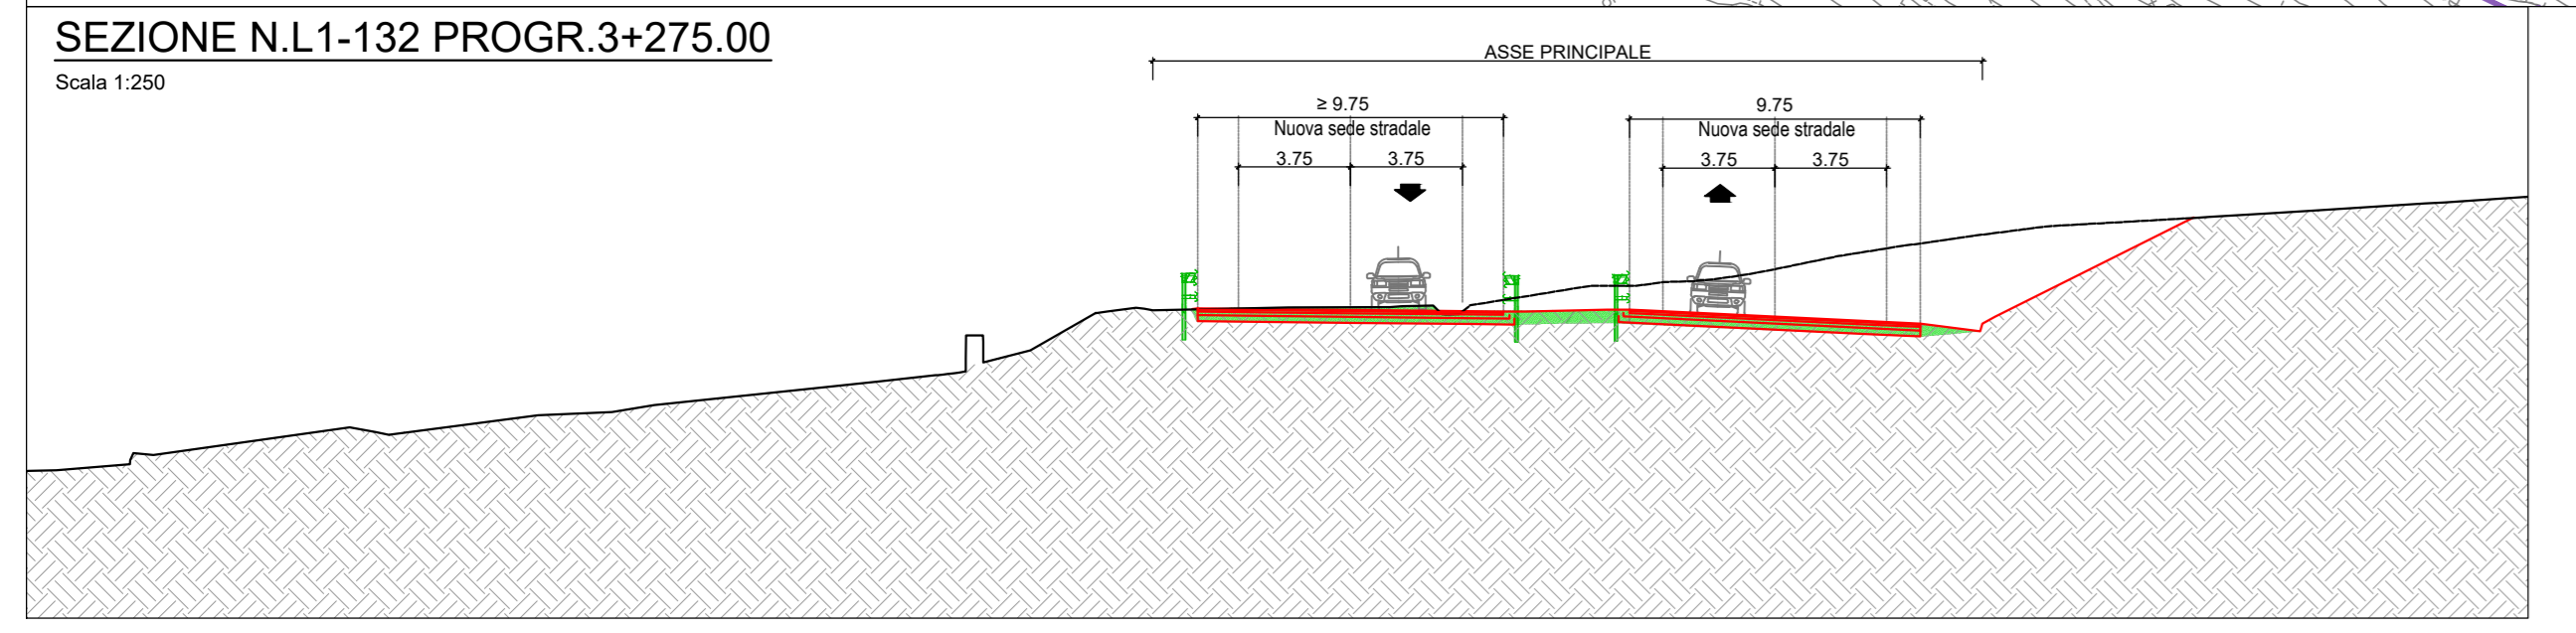 SEZIONE N.L1-132 PROGR.3+275.00
Scala 1:250
ASSE PRINCIPALE
≥ 9.75
9.75
Nuova sede stradale
Nuova sede stradale
3.75
3.75
3.75
3.75